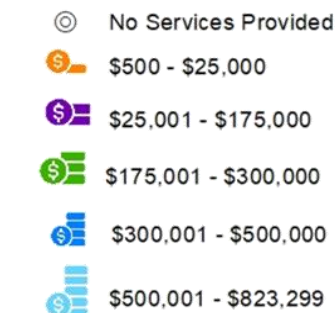 No Services Provided
$ $500 - $25,000
$ $25,001 - $175,000
$ $175,001 - $300,000
$ $300,001 - $500,000
$ $500,001 - $823,299